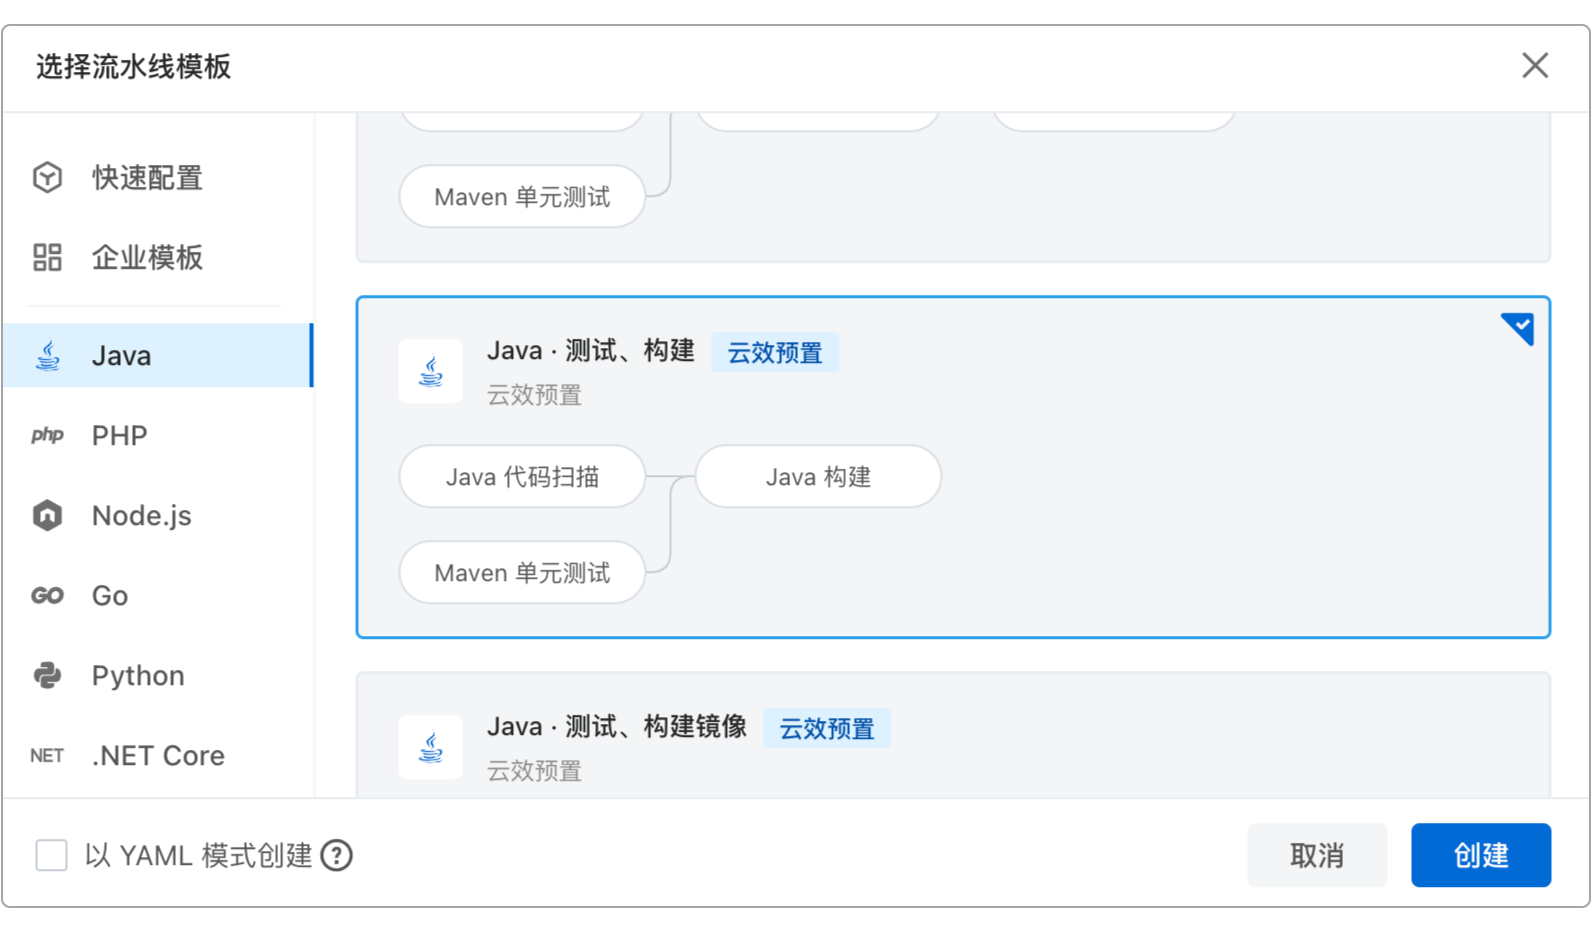 选择流水线模板
快速配置
企业模板
Java
php PHP
Node.js
GO Go
Python
NET .NET Core
Maven 单元测试
Java · 测试、构建 云效预置
云效预置
Java 代码扫描 Java 构建
Maven 单元测试
Java · 测试、构建镜像 云效预置
云效预置
以 YAML 模式创建 ?
取消 创建